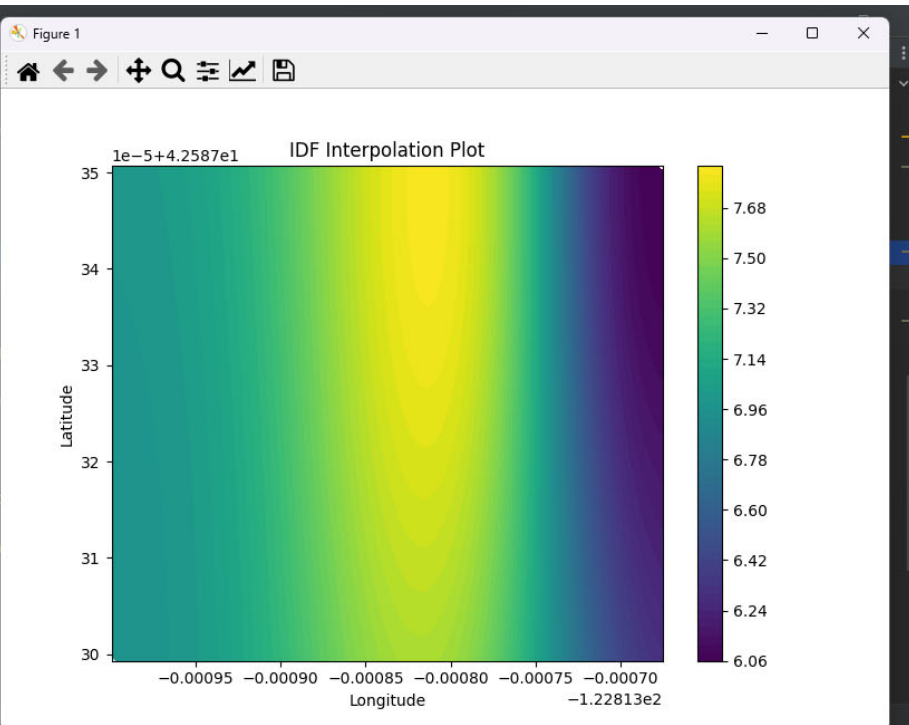 Figure 1
IDF Interpolation Plot
1e−5+4.2587e1
35
34
33
32
31
30
Latitude
−0.00095 −0.00090 −0.00085 −0.00080 −0.00075 −0.00070
Longitude
−1.22813e2
7.68
7.50
7.32
7.14
6.96
6.78
6.60
6.42
6.24
6.06